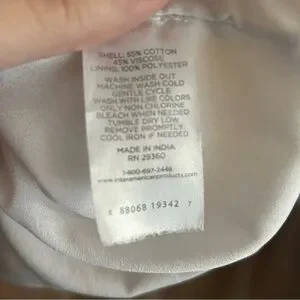 SHELL: 55% COTTON
45% VISCOSE
LINING: 100% POLYESTER
WASH INSIDE OUT
MACHINE WASH COLD
GENTLE CYCLE
WASH WITH LIKE COLORS
ONLY NON CHLORINE
BLEACH WHEN NEEDED
TUMBLE DRY LOW
REMOVE PROMPTLY
COOL IRON IF NEEDED
MADE IN INDIA
RN 29360
1-800-697-2448
www.interamericanproducts.com
88068 19342 7